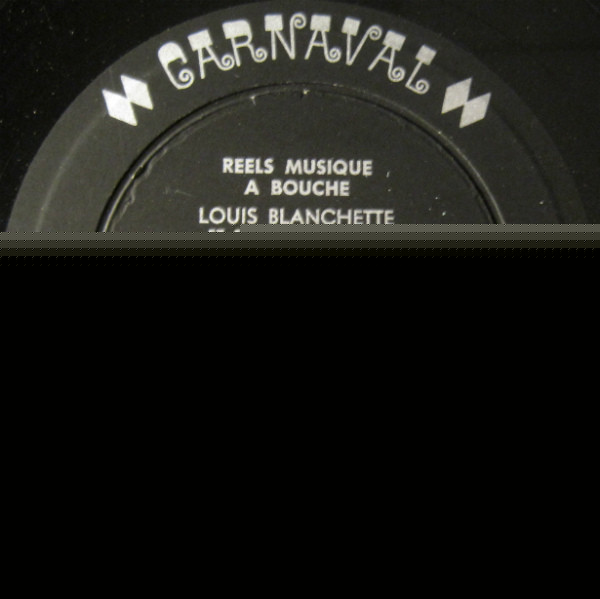 CARNAVAL
REELS MUSIQUE
A BOUCHE
LOUIS BLANCHETTE